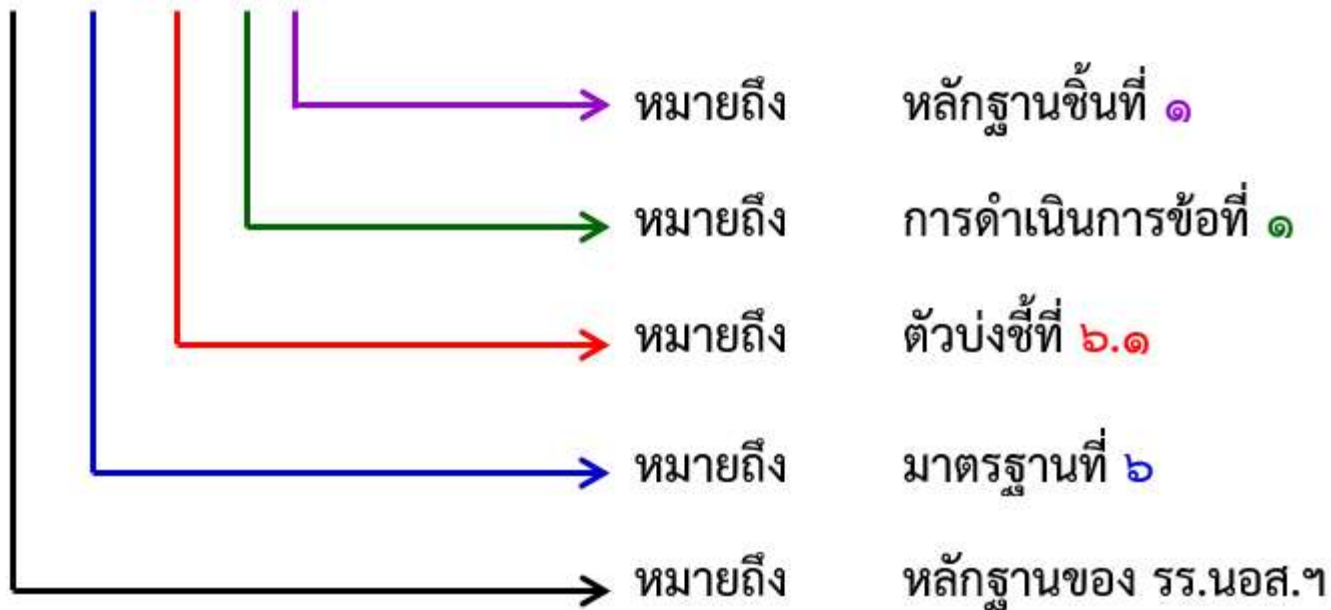 หมายถึง หลักฐานชิ้นที่ ๑
หมายถึง การดำเนินการข้อที่ ๑
หมายถึง ตัวบ่งชี้ที่ ๖.๑
หมายถึง มาตรฐานที่ ๖
หมายถึง หลักฐานของ รร.นอส.ฯ